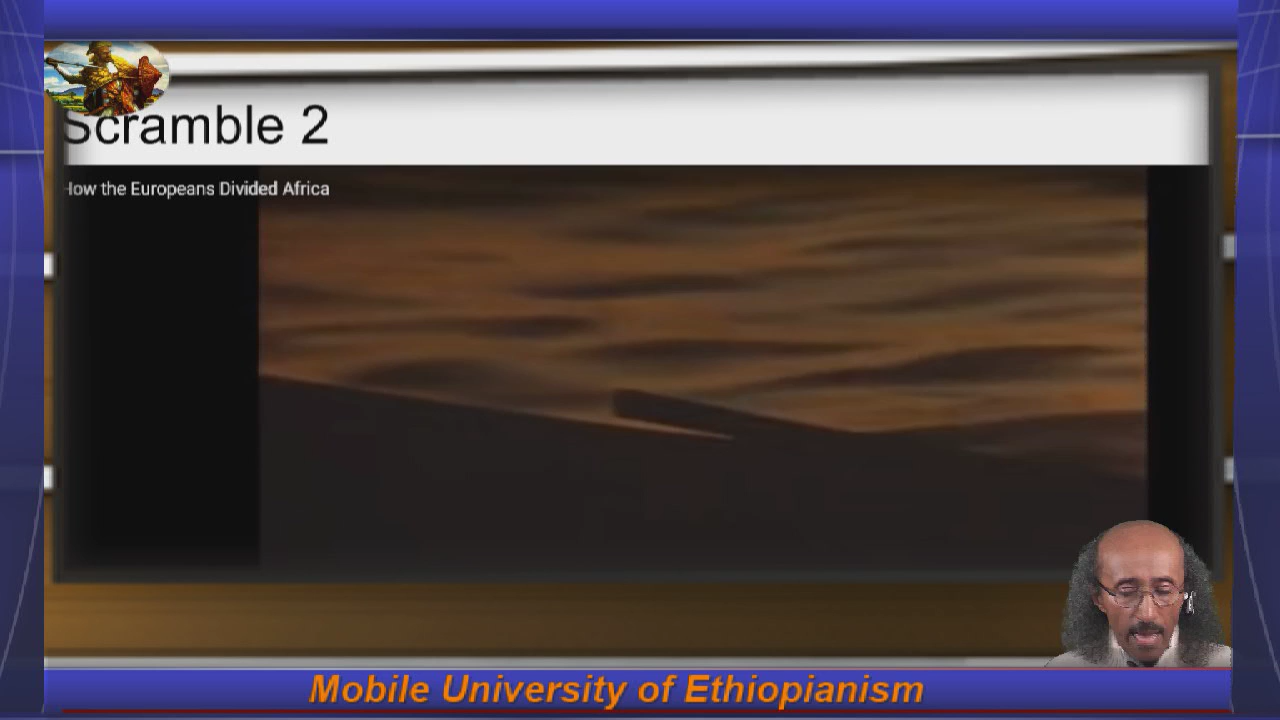 Scramble 2
How the Europeans Divided Africa
Mobile University of Ethiopianism